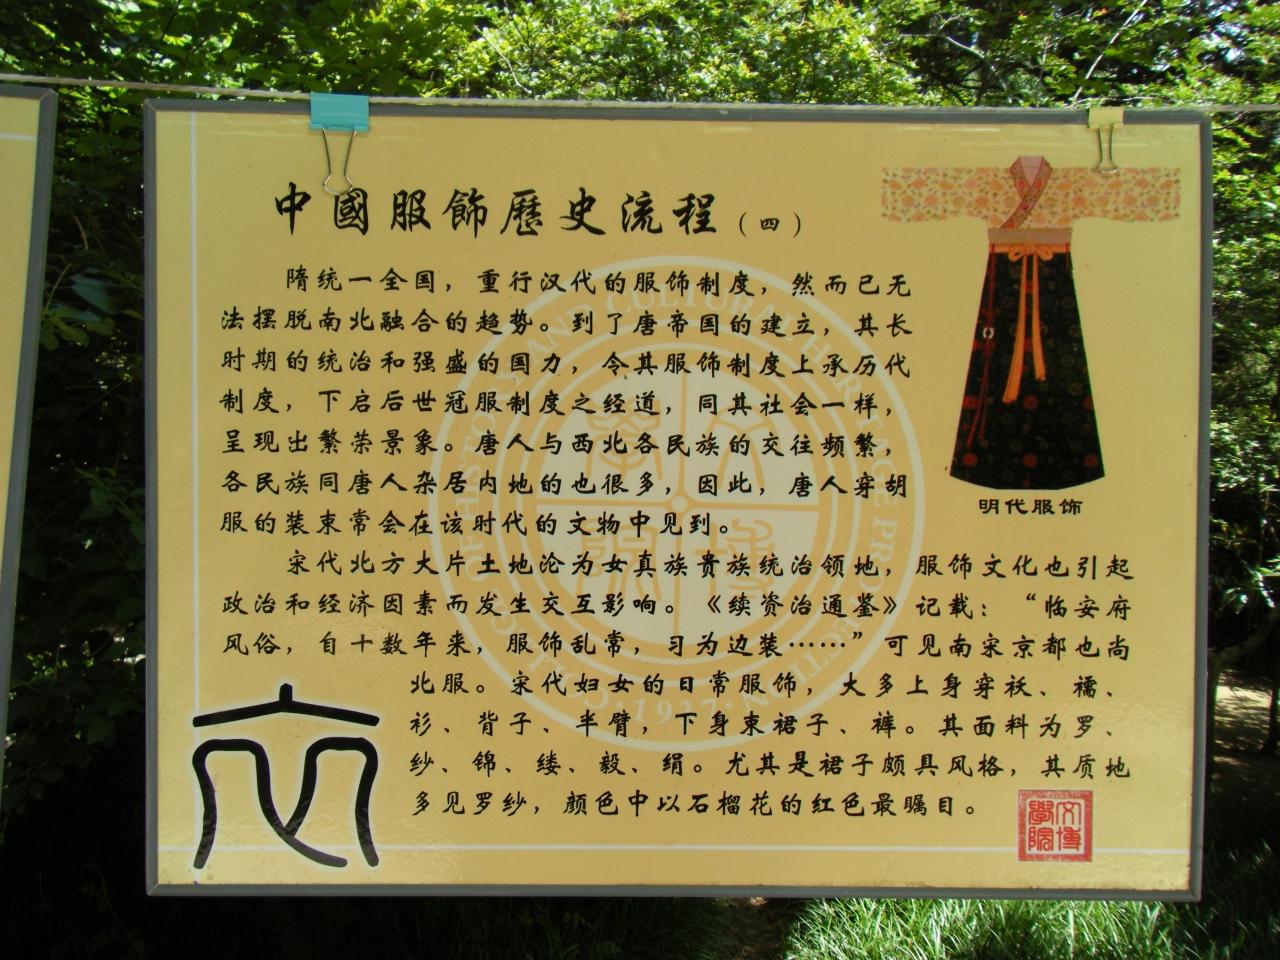 中國服飾歷史流程（四）
隋统一全国，重行汉代的服饰制度，然而已无
法摆脱南北融合的趋势。到了唐帝国的建立，其长
时期的统治和强盛的国力，令其服饰制度上承历代
制度，下启后世冠服制度之经道，同其社会一样，
呈现出繁荣景象。唐人与西北各民族的交往频繁，
各民族同唐人杂居内地的也很多，因此，唐人穿胡
服的装束常会在该时代的文物中见到。
明代服饰
宋代北方大片土地沦为女真族贵族统治领地，服饰文化也引起
政治和经济因素而发生交互影响。《续资治通鉴》记载：“临安府
风俗，自十数年来，服饰乱常，习为边装……”可见南宋京都也尚
北服。宋代妇女的日常服饰，大多上身穿袄、襦、
衫、背子、半臂，下身束裙子、裤。其面料为罗、
纱、锦、缕、毅、绢。尤其是裙子颇具风格，其质地
多见罗纱，颜色中以石榴花的红色最瞩目。
文博
學院